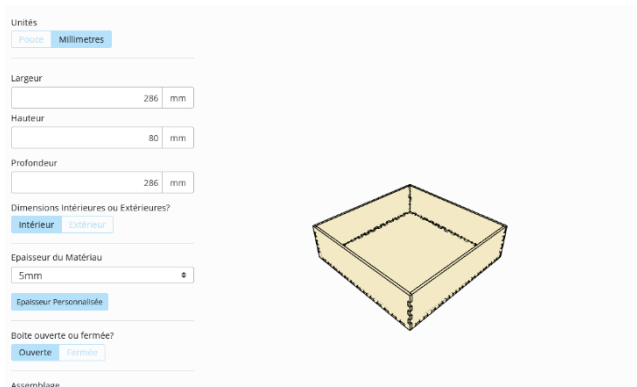 Unités
Pouce Millimetres
Largeur
286 mm
Hauteur
80 mm
Profondeur
286 mm
Dimensions Intérieures ou Extérieures?
Intérieur Extérieur
Epaisseur du Matériau
5mm
Epaisseur Personnalisée
Boite ouverte ou fermée?
Ouverte Fermée
Assemblage